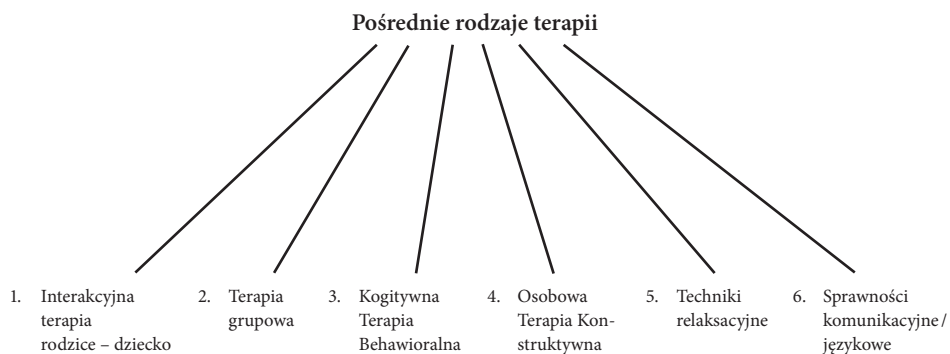 Pośrednie rodzaje terapii
1. Interakcyjna
terapia
rodzice – dziecko
2. Terapia
grupowa
3. Kogitywna
Terapia
Behawioralna
4. Osobowa
Terapia Kon-
struktywna
5. Techniki
relaksacyjne
6. Sprawności
komunikacyjne/
językowe